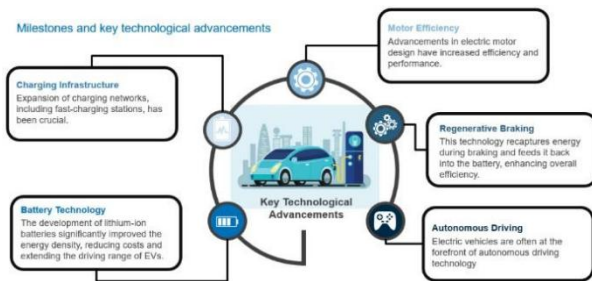 Milestones and key technological advancements
Motor Efficiency
Advancements in electric motor
design have increased efficiency and
performance.
Charging Infrastructure
Expansion of charging networks,
including fast-charging stations, has
been crucial.
Regenerative Braking
This technology recaptures energy
during braking and feeds it back
into the battery, enhancing overall
efficiency.
Key Technological
Advancements
Battery Technology
The development of lithium-ion
batteries significantly improved the
energy density, reducing costs and
extending the driving range of EVs.
Autonomous Driving
Electric vehicles are often at the
forefront of autonomous driving
technology